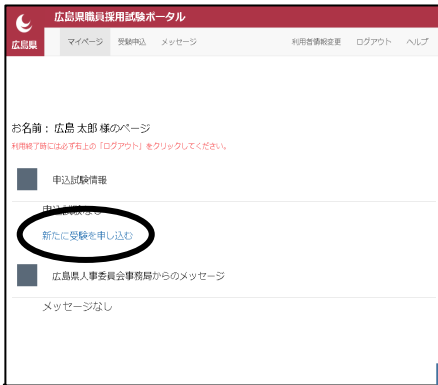 広島県職員採用試験ポータル
広島県
マイページ 受験申込 メッセージ 利用者情報変更 ログアウト ヘルプ
お名前：広島 太郎 様のページ
利用終了時には必ず右上の「ログアウト」をクリックしてください。
申込試験情報
申込試験なし
新たに受験を申し込む
広島県人事委員会事務局からのメッセージ
メッセージなし